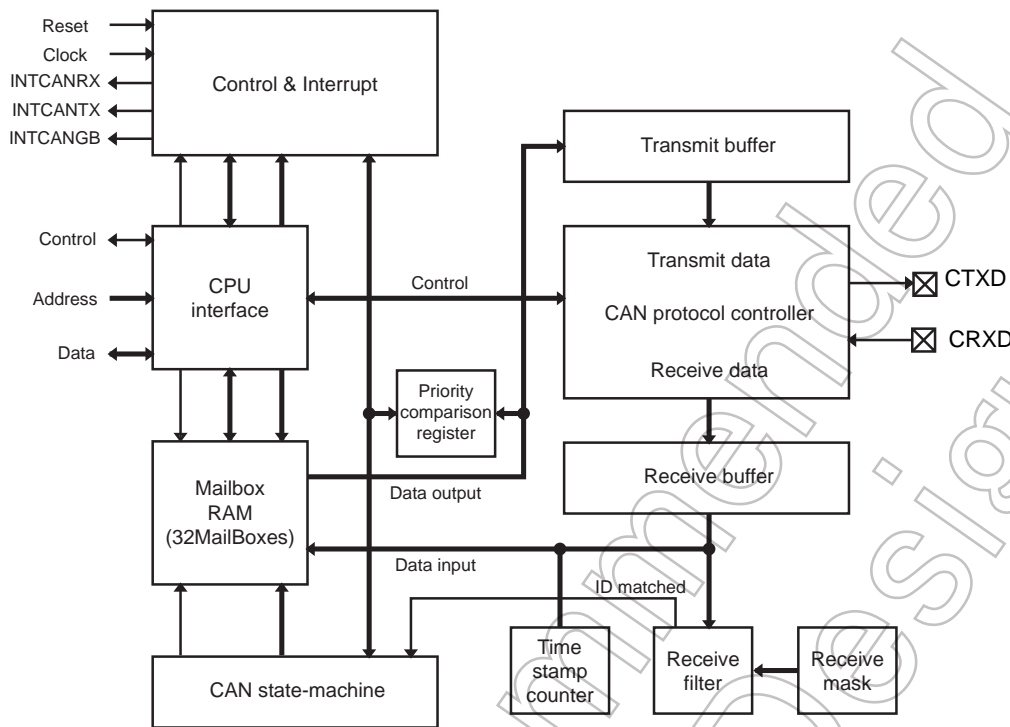 Reset
Clock
INTCANRX
INTCANTX
INTCANGB
Control & Interrupt
Transmit buffer
Control
Address
Data
CPU
interface
Control
Transmit data
CAN protocol controller
Receive data
CTXD
CRXD
Priority
comparison
register
Mailbox
RAM
(32MailBoxes)
Data output
Receive buffer
Data input
ID matched
CAN state-machine
Time
stamp
counter
Receive
filter
Receive
mask